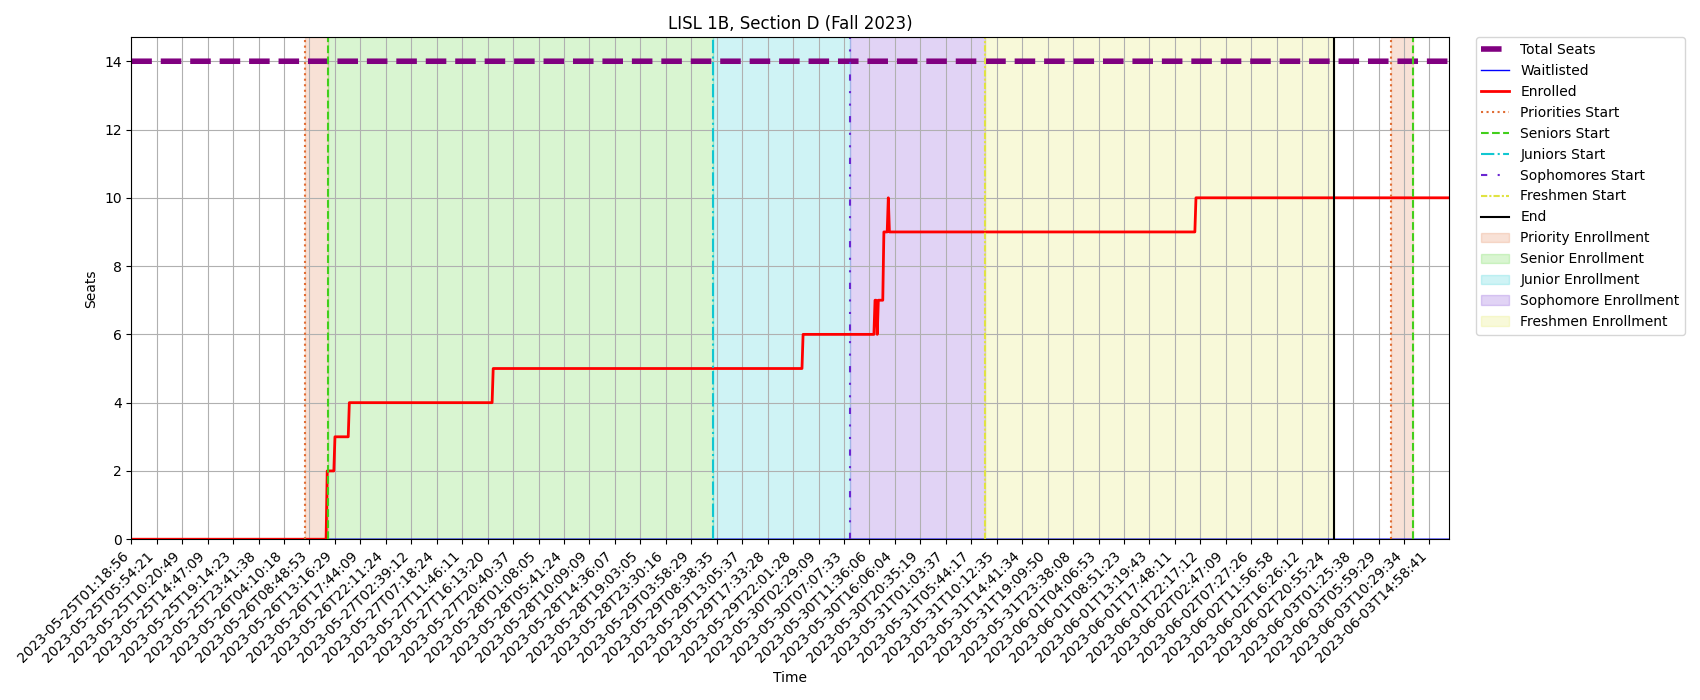 LISL 1B, Section D (Fall 2023)
Seats
14
12
10
8
6
4
2
0
2023-05-25T01:18:56
2023-05-25T05:54:21
2023-05-25T10:20:49
2023-05-25T14:47:09
2023-05-25T19:14:23
2023-05-25T23:41:38
2023-05-26T04:10:18
2023-05-26T08:48:53
2023-05-26T13:16:29
2023-05-26T17:44:09
2023-05-26T22:11:24
2023-05-27T02:39:12
2023-05-27T07:18:24
2023-05-27T11:46:11
2023-05-27T16:13:20
2023-05-27T20:40:37
2023-05-28T01:08:05
2023-05-28T05:41:24
2023-05-28T10:09:09
2023-05-28T14:36:07
2023-05-28T19:03:05
2023-05-28T23:30:16
2023-05-29T03:58:29
2023-05-29T08:38:35
2023-05-29T13:05:37
2023-05-29T17:33:28
2023-05-29T22:01:28
2023-05-30T02:29:09
2023-05-30T07:07:33
2023-05-30T11:36:06
2023-05-30T16:06:04
2023-05-30T20:35:19
2023-05-31T01:03:37
2023-05-31T05:44:17
2023-05-31T10:12:35
2023-05-31T14:41:34
2023-05-31T19:09:50
2023-05-31T23:38:08
2023-06-01T04:06:53
2023-06-01T08:51:23
2023-06-01T13:19:43
2023-06-01T17:48:11
2023-06-01T22:17:12
2023-06-02T02:47:09
2023-06-02T07:27:26
2023-06-02T11:56:58
2023-06-02T16:26:12
2023-06-02T20:55:24
2023-06-03T01:25:38
2023-06-03T05:59:29
2023-06-03T10:29:34
2023-06-03T14:58:41
Time
Total Seats
Waitlisted
Enrolled
Priorities Start
Seniors Start
Juniors Start
Sophomores Start
Freshmen Start
End
Priority Enrollment
Senior Enrollment
Junior Enrollment
Sophomore Enrollment
Freshmen Enrollment